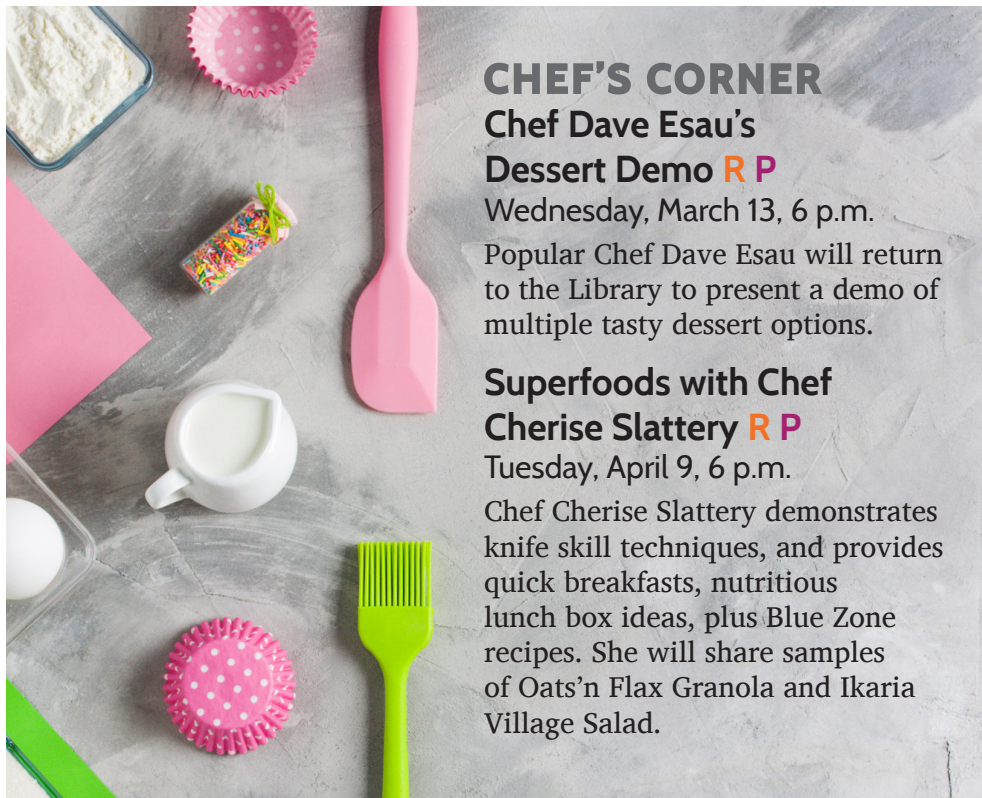 CHEF’S CORNER
Chef Dave Esau’s
Dessert Demo R P
Wednesday, March 13, 6 p.m.
Popular Chef Dave Esau will return
to the Library to present a demo of
multiple tasty dessert options.
Superfoods with Chef
Cherise Slattery R P
Tuesday, April 9, 6 p.m.
Chef Cherise Slattery demonstrates
knife skill techniques, and provides
quick breakfasts, nutritious
lunch box ideas, plus Blue Zone
recipes. She will share samples
of Oats’n Flax Granola and Ikaria
Village Salad.